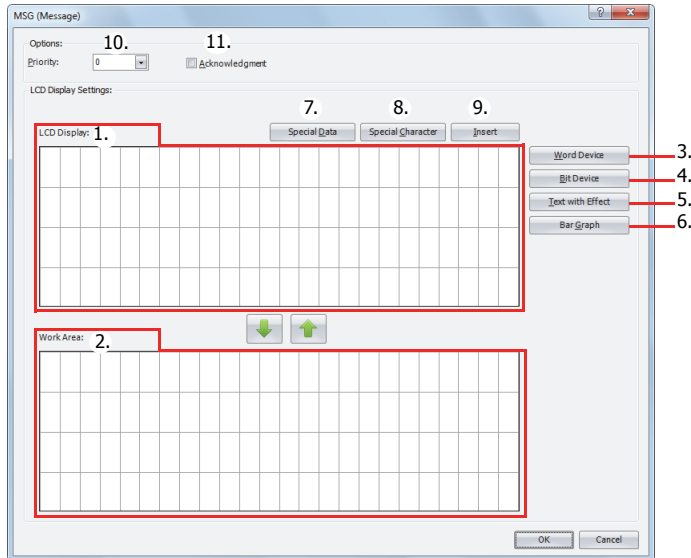 MSG (Message)
Options:
10.
11.
Priority:
0
Acknowledgment
LCD Display Settings:
7.
8.
9.
LCD Display:
1.
Special Data
Special Character
Insert
Word Device
3.
Bit Device
4.
Text with Effect
5.
Bar Graph
6.
Work Area:
2.
OK
Cancel